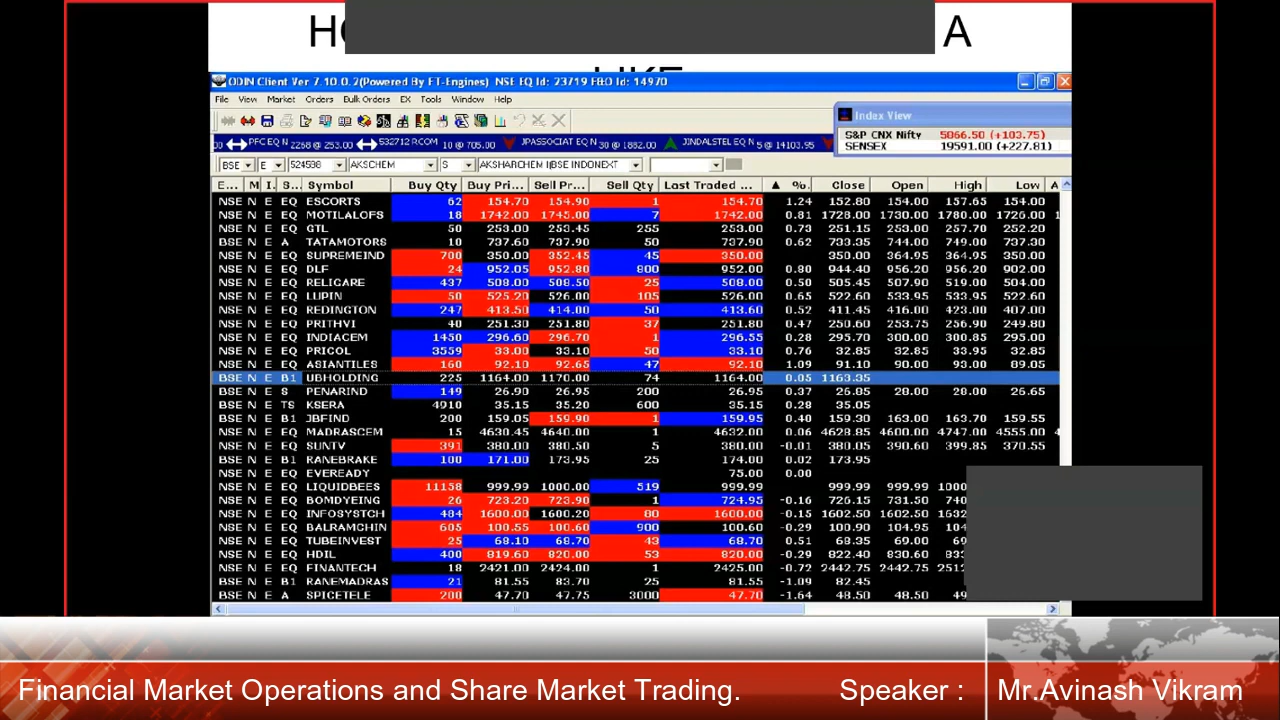 A
ODIN Client Ver 7.10.0.2(Powered By FT-Engines) NSE EQ Id: 23719 F&O Id: 14970
File View Market Orders Bulk Orders EX Tools Window Help
Index View
S&P CNX Nifty 5866.50 (+103.75)
SENSEX 19591.00 (+227.81)
PFC EQ N 2268 @ 253.00 532712 RCOM 10 @ 705.00 JPASSOCIAT EQ N 30 @ 1882.00 JINDALSTEL EQ N 5 @ 14103.95
BSE E 524598 AKSCHEM S AKSHARCHEM I|BSE INDONEXT
E... M I. S... Symbol Buy Qty Buy Pri... Sell Pr... Sell Qty Last Traded ... %. Close Open High Low A
NSE N E EQ ESCORTS 62 154.70 154.90 1 154.70 1.24 152.80 154.00 157.65 154.00
NSE N E EQ MOTILALOFS 18 1742.00 1745.00 7 1742.00 0.81 1728.00 1730.00 1780.00 1726.00
NSE N E EQ GTL 50 253.00 253.45 255 253.00 0.73 251.15 253.00 257.70 252.20
BSE N E A TATAMOTORS 10 737.60 737.90 50 737.90 0.62 733.35 744.00 749.00 737.30
NSE N E EQ SUPREMEIND 700 350.00 352.45 45 350.00 350.00 364.95 364.95 350.00
NSE N E EQ DLF 24 952.05 952.80 800 952.00 0.80 944.40 956.20 956.20 902.00
NSE N E EQ RELIGARE 437 508.00 508.50 25 508.00 0.50 505.45 507.90 519.00 504.00
NSE N E EQ LUPIN 50 525.20 526.00 105 526.00 0.65 522.60 533.95 533.95 522.60
NSE N E EQ REDINGTON 247 413.50 414.00 50 413.60 0.52 411.45 416.00 423.00 407.00
NSE N E EQ PRITHVI 40 251.30 251.80 37 251.80 0.47 250.60 253.75 256.90 249.80
NSE N E EQ INDIACEM 1450 296.60 296.70 1 296.55 0.28 295.70 300.00 300.85 295.00
NSE N E EQ PRICOL 3559 33.00 33.10 50 33.10 0.76 32.85 32.85 33.95 32.85
NSE N E EQ ASIANTILES 160 92.10 92.65 47 92.10 1.09 91.10 90.00 93.00 89.05
BSE N E B1 UBHOLDING 225 1164.00 1170.00 74 1164.00 0.05 1163.35
BSE N E S PENARIND 149 26.90 26.95 200 26.95 0.37 26.85 28.00 28.00 26.65
BSE N E TS KSERA 4910 35.15 35.20 600 35.15 0.28 35.05
BSE N E B1 JBFIND 200 159.05 159.90 1 159.95 0.40 159.30 163.00 163.70 159.55
NSE N E EQ MADRASCEM 15 4630.45 4640.00 1 4632.00 0.06 4628.85 4600.00 4747.00 4555.00
NSE N E EQ SUNTV 391 380.00 380.50 5 380.00 -0.01 380.05 390.60 399.85 370.55
BSE N E B1 RANEBRAKE 100 171.00 173.95 25 174.00 0.02 173.95
NSE N E EQ EVEREADY 75.00 0.00
NSE N E EQ LIQUIDBEES 11158 999.99 1000.00 519 999.99 999.99 999.99
NSE N E EQ BOMDYEING 26 723.20 723.90 1 724.95 -0.16 726.15 731.50
NSE N E EQ INFOSYSTCH 484 1600.00 1600.20 80 1600.00 -0.15 1602.50 1602.50
NSE N E EQ BALRAMCHIN 605 100.55 100.60 900 100.60 -0.29 100.90 104.95
NSE N E EQ TUBEINVEST 25 68.10 68.70 43 68.70 0.51 68.35 69.00
NSE N E EQ HDIL 400 819.60 820.00 53 820.00 -0.29 822.40 830.60
NSE N E EQ FINANTECH 18 2421.00 2424.00 1 2425.00 -0.72 2442.75 2442.75
BSE N E B1 RANEMADRAS 21 81.55 83.70 25 81.55 -1.09 82.45
BSE N E A SPICETELE 200 47.70 47.75 3000 47.70 -1.64 48.50 48.50
Financial Market Operations and Share Market Trading. Speaker : Mr.Avinash Vikram